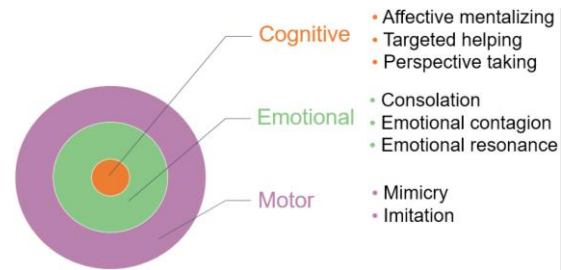 Cognitive
• Affective mentalizing
• Targeted helping
• Perspective taking
Emotional
• Consolation
• Emotional contagion
• Emotional resonance
Motor
• Mimicry
• Imitation